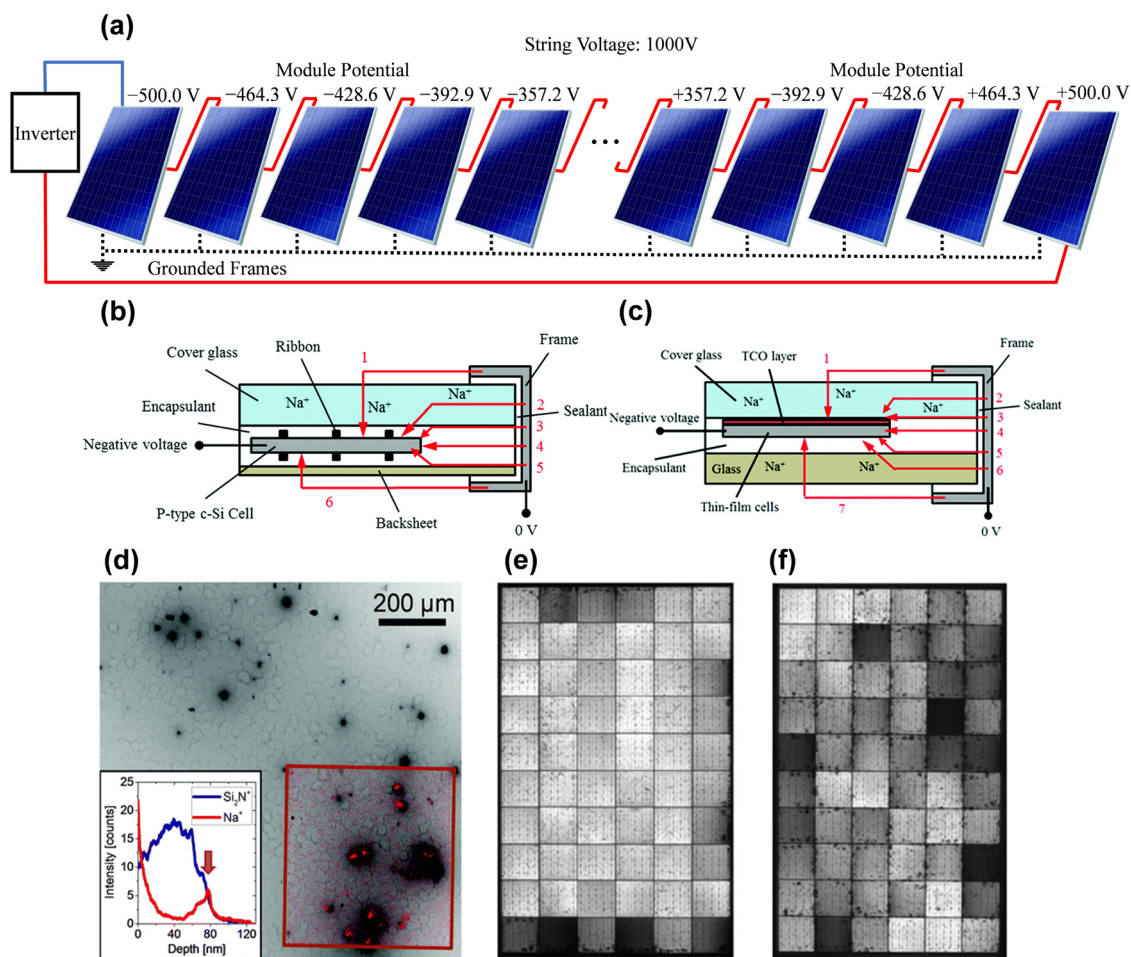 (a)
String Voltage: 1000V
Module Potential
Module Potential
−500.0 V
−464.3 V
−428.6 V
−392.9 V
−357.2 V
...
+357.2 V
−392.9 V
−428.6 V
+464.3 V
+500.0 V
Inverter
Grounded Frames
(b)
Cover glass
Ribbon
1
Frame
Na⁺
Na⁺
Na⁺
Encapsulant
2
Sealant
3
Negative voltage
4
5
6
P-type c-Si Cell
Backsheet
0 V
(c)
Cover glass
TCO layer
1
Frame
Na⁺
Na⁺
2
Sealant
3
Negative voltage
4
5
Encapsulant
6
Glass
Na⁺
Na⁺
Thin-film cells
7
0 V
(d)
200 µm
25
20
15
10
5
0
Intensity [counts]
Si₂N⁺
Na⁺
0
40
80
120
Depth [nm]
(e)
(f)